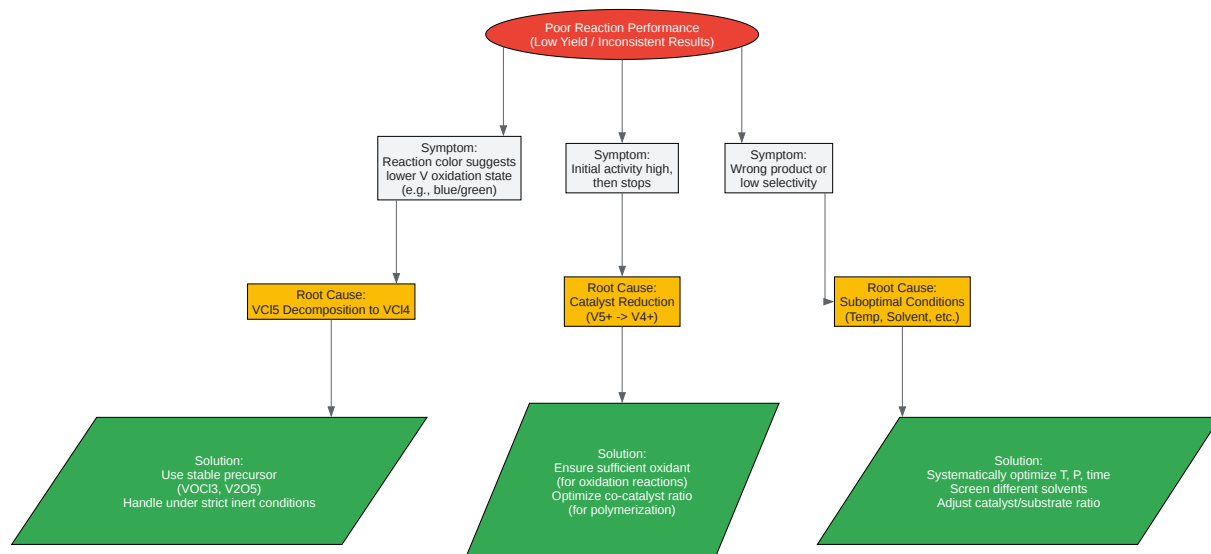 Poor Reaction Performance
(Low Yield / Inconsistent Results)
Symptom:
Reaction color suggests
lower V oxidation state
(e.g., blue/green)
Symptom:
Initial activity high,
then stops
Symptom:
Wrong product or
low selectivity
Root Cause:
VCl5 Decomposition to VCl4
Root Cause:
Catalyst Reduction
(V5+ -> V4+)
Root Cause:
Suboptimal Conditions
(Temp, Solvent, etc.)
Solution:
Use stable precursor
(VOCl3, V2O5)
Handle under strict inert conditions
Solution:
Ensure sufficient oxidant
(for oxidation reactions)
Optimize co-catalyst ratio
(for polymerization)
Solution:
Systematically optimize T, P, time
Screen different solvents
Adjust catalyst/substrate ratio